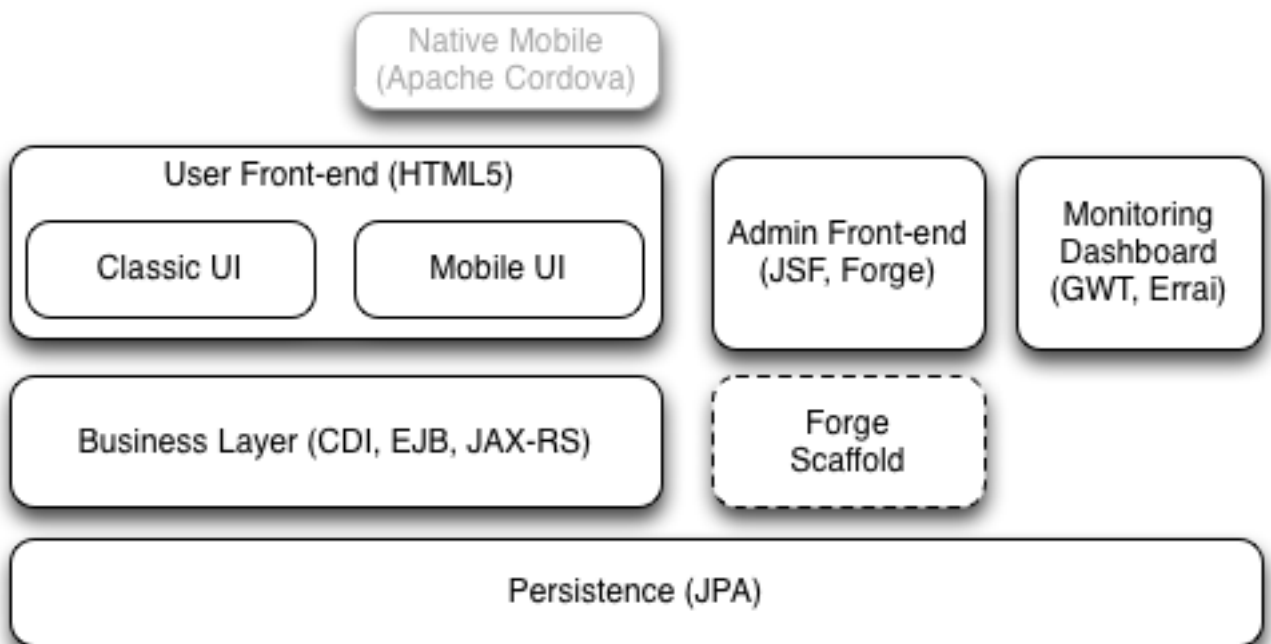 Native Mobile
(Apache Cordova)
User Front-end (HTML5)
Classic UI
Mobile UI
Admin Front-end
(JSF, Forge)
Monitoring
Dashboard
(GWT, Errai)
Business Layer (CDI, EJB, JAX-RS)
Forge
Scaffold
Persistence (JPA)